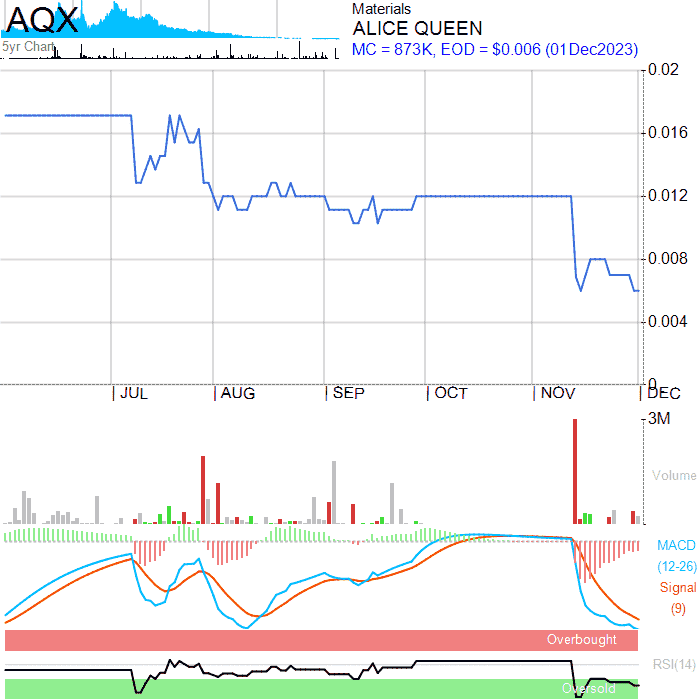 AQX
5yr Chart
Materials
ALICE QUEEN
MC = 873K, EOD = $0.006 (01Dec2023)
0.02
0.016
0.012
0.008
0.004
0
JUL AUG SEP OCT NOV DEC
3M
Volume
MACD
(12-26)
Signal
(9)
Overbought
RSI(14)
Oversold